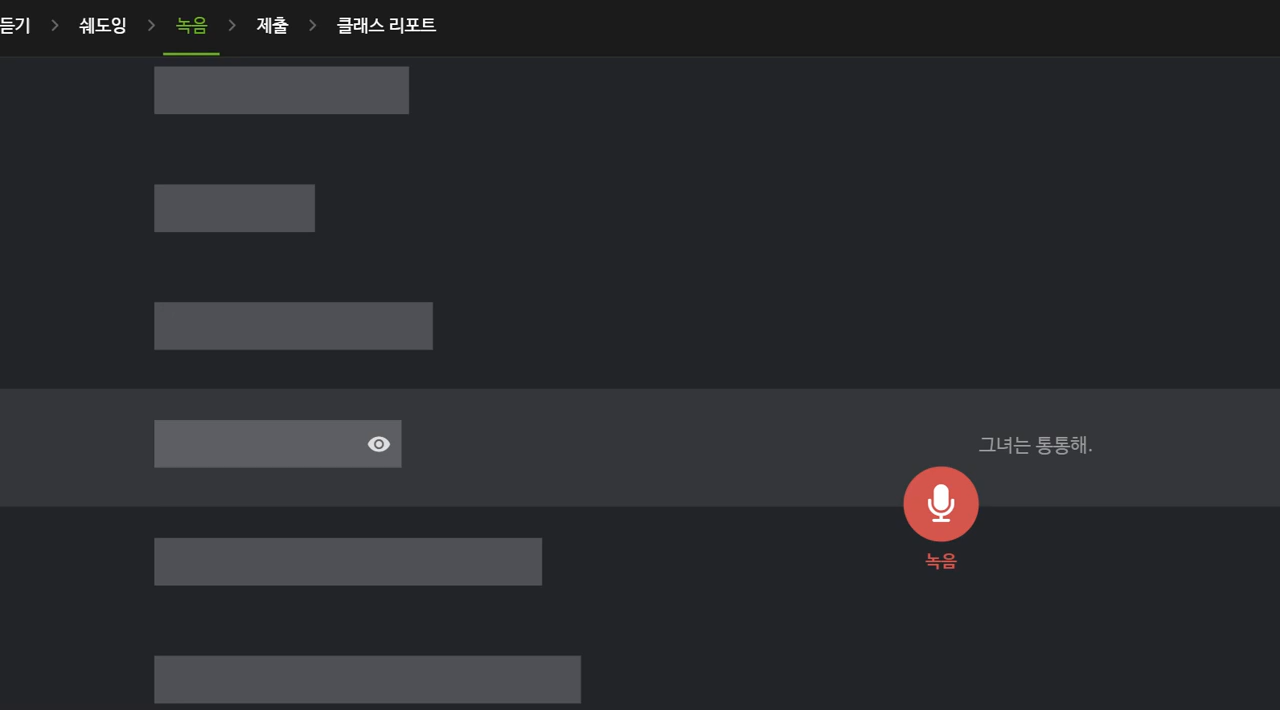 듣기 > 쉐도잉 > 녹음 > 제출 > 클래스 리포트
그녀는 통통해.
녹음